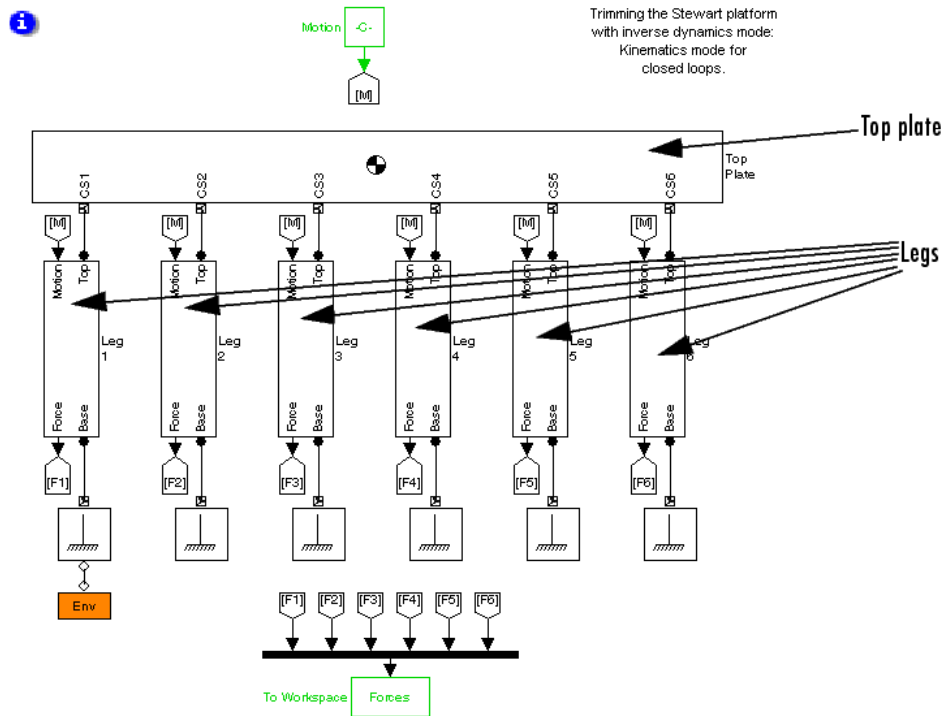 i
Motion
-C-
[M]
Trimming the Stewart platform
with inverse dynamics mode:
Kinematics mode for
closed loops.
Top plate
CS1
CS2
CS3
CS4
CS5
CS6
Top
Plate
[M]
[M]
[M]
[M]
[M]
[M]
Motion
Top
Motion
Top
Motion
Top
Motion
Top
Motion
Top
Motion
Top
Legs
Leg
1
Leg
2
Leg
3
Leg
4
Leg
5
Leg
6
Force
Base
Force
Base
Force
Base
Force
Base
Force
Base
Force
Base
[F1]
[F2]
[F3]
[F4]
[F5]
[F6]
Env
[F1]
[F2]
[F3]
[F4]
[F5]
[F6]
To Workspace
Forces